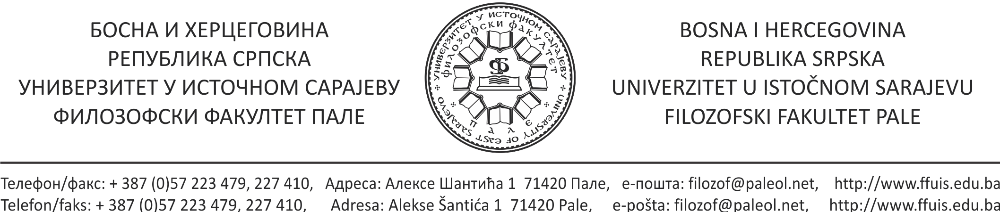 БОСНА И ХЕРЦЕГОВИНА
РЕПУБЛИКА СРПСКА
УНИВЕРЗИТЕТ У ИСТОЧНОМ САРАЈЕВУ
ФИЛОЗОФСКИ ФАКУЛТЕТ ПАЛЕ
УНИВЕРЗИТЕТ У ИСТОЧНОМ САРАЈЕВУ
UNIVERSITY OF EAST SARAJEVO
ФИЛОЗОФСКИ ФАКУЛТЕТ
ПАЛЕ
BOSNA I HERCEGOVINA
REPUBLIKA SRPSKA
UNIVERZITET U ISTOČNOM SARAJEVU
FILOZOFSKI FAKULTET PALE
Телефон/факс: + 387 (0)57 223 479, 227 410, Адреса: Алексе Шантића 1 71420 Пале, е-пошта: filozof@paleol.net, http://www.ffuis.edu.ba
Telefon/faks: + 387 (0)57 223 479, 227 410, Adresa: Alekse Šantića 1 71420 Pale, e-pošta: filozof@paleol.net, http://www.ffuis.edu.ba